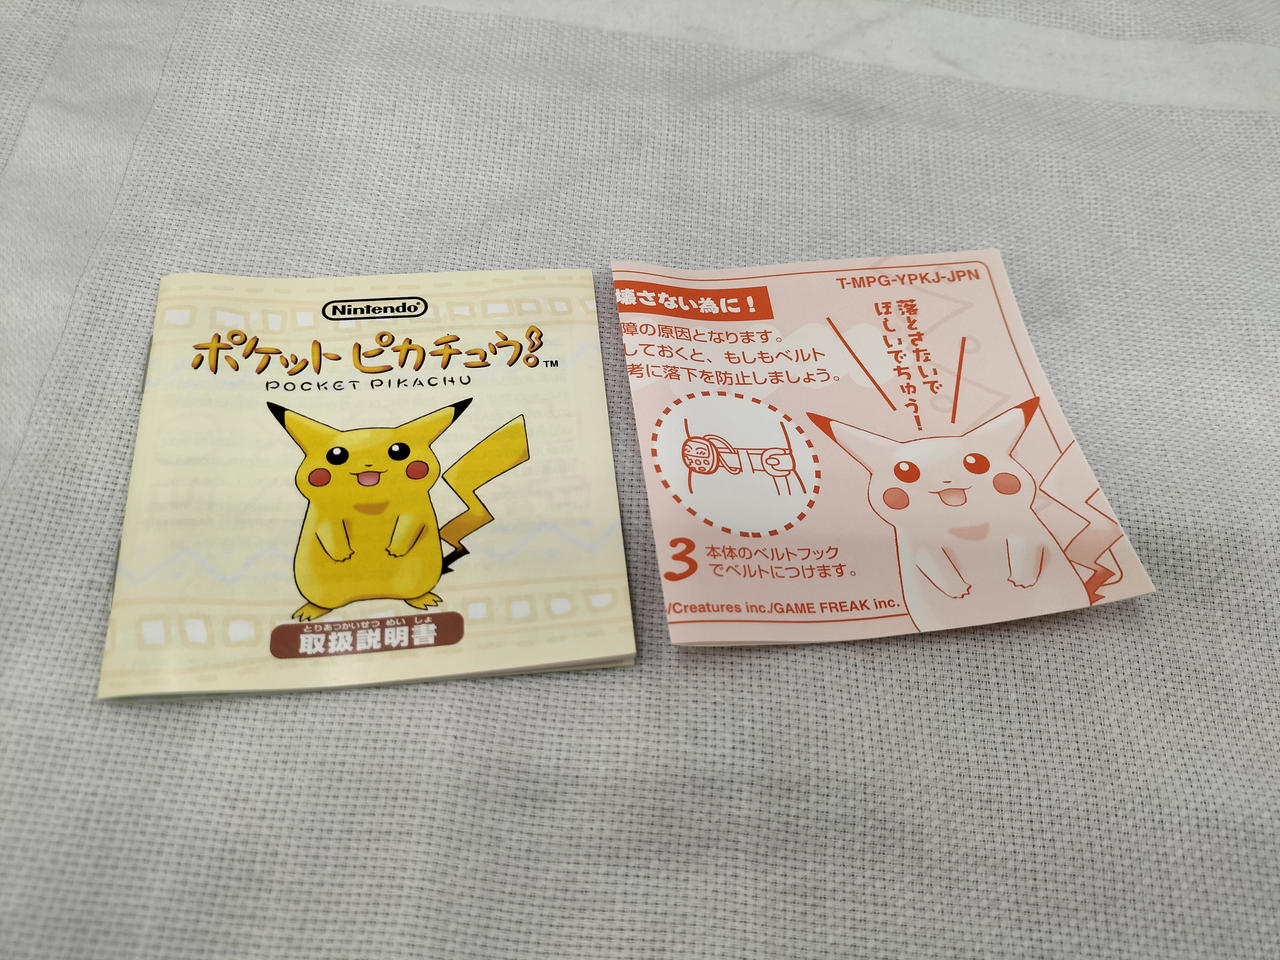 Nintendo
ポケットピカチュウ!™
POCKET PIKACHU
とりあつかいせつめいしょ
取扱説明書
T-MPG-YPKJ-JPN
壊さない為に！
障の原因となります。
しておくと、もしもベルト
考に落下を防止しましょう。
落とさないで
ほしいでちゅう！
3 本体のベルトフック
でベルトにつけます。
/Creatures inc./GAME FREAK inc.